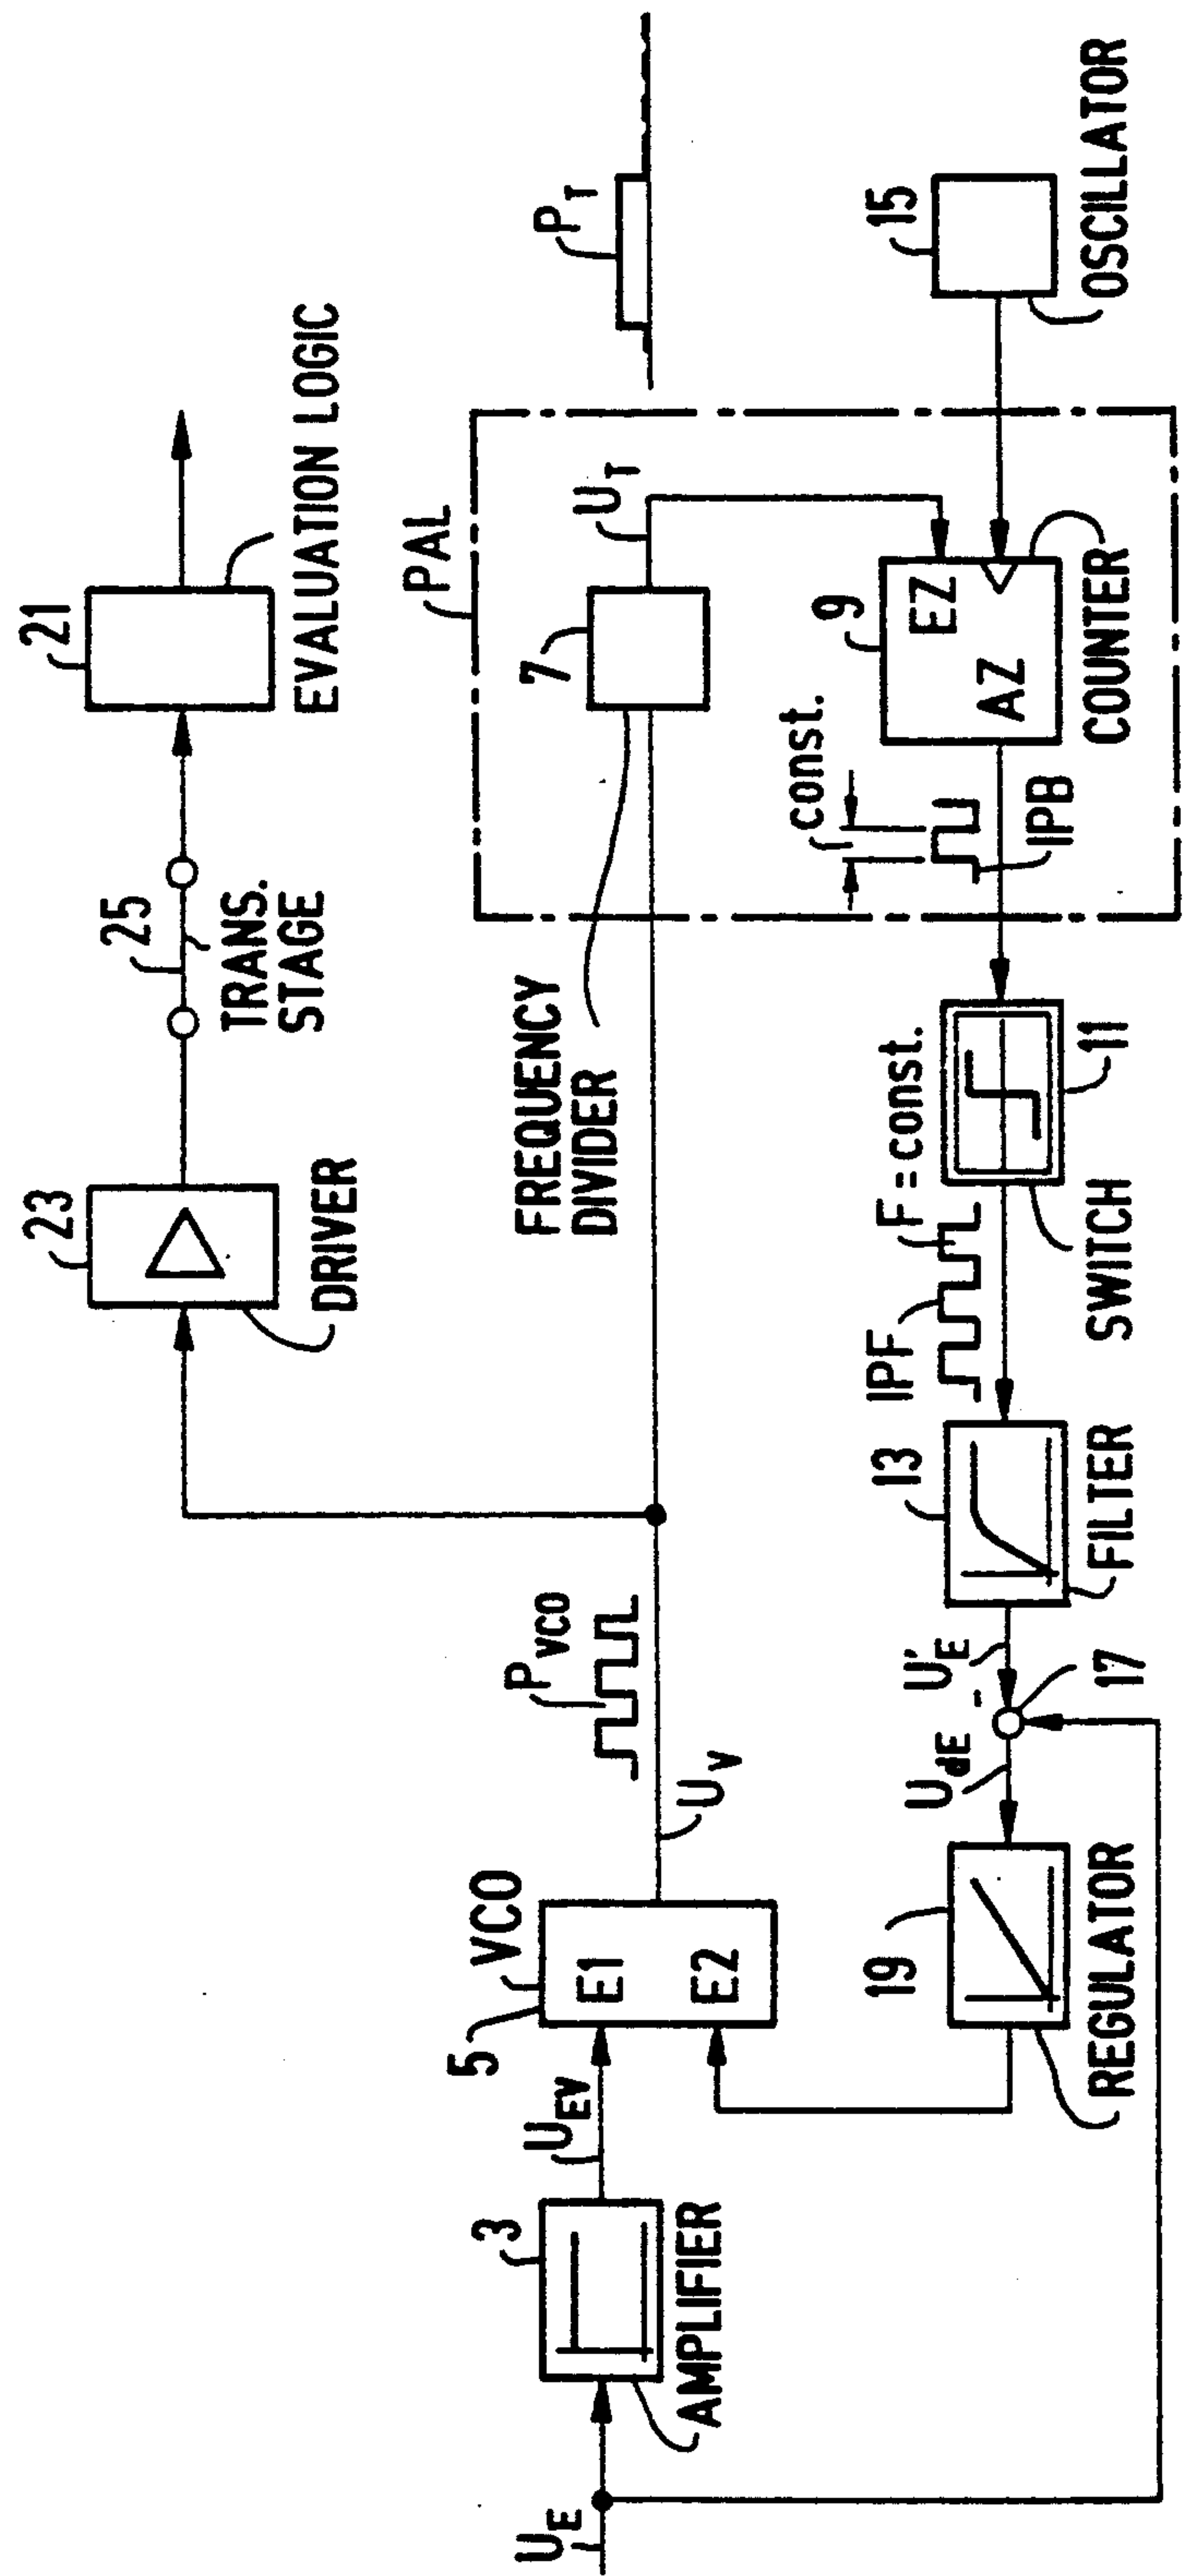 21
EVALUATION LOGIC
25
TRANS.
STAGE
23
DRIVER
P_T
PAL
U_T
7
FREQUENCY
DIVIDER
P_VCO
U_V
VCO
5
E1
E2
U_EV
3
AMPLIFIER
U_E
15
OSCILLATOR
9
EZ
AZ
COUNTER
const.
IPB
11
SWITCH
F = const.
IPF
13
FILTER
U'_E
-
17
U_dE
19
REGULATOR